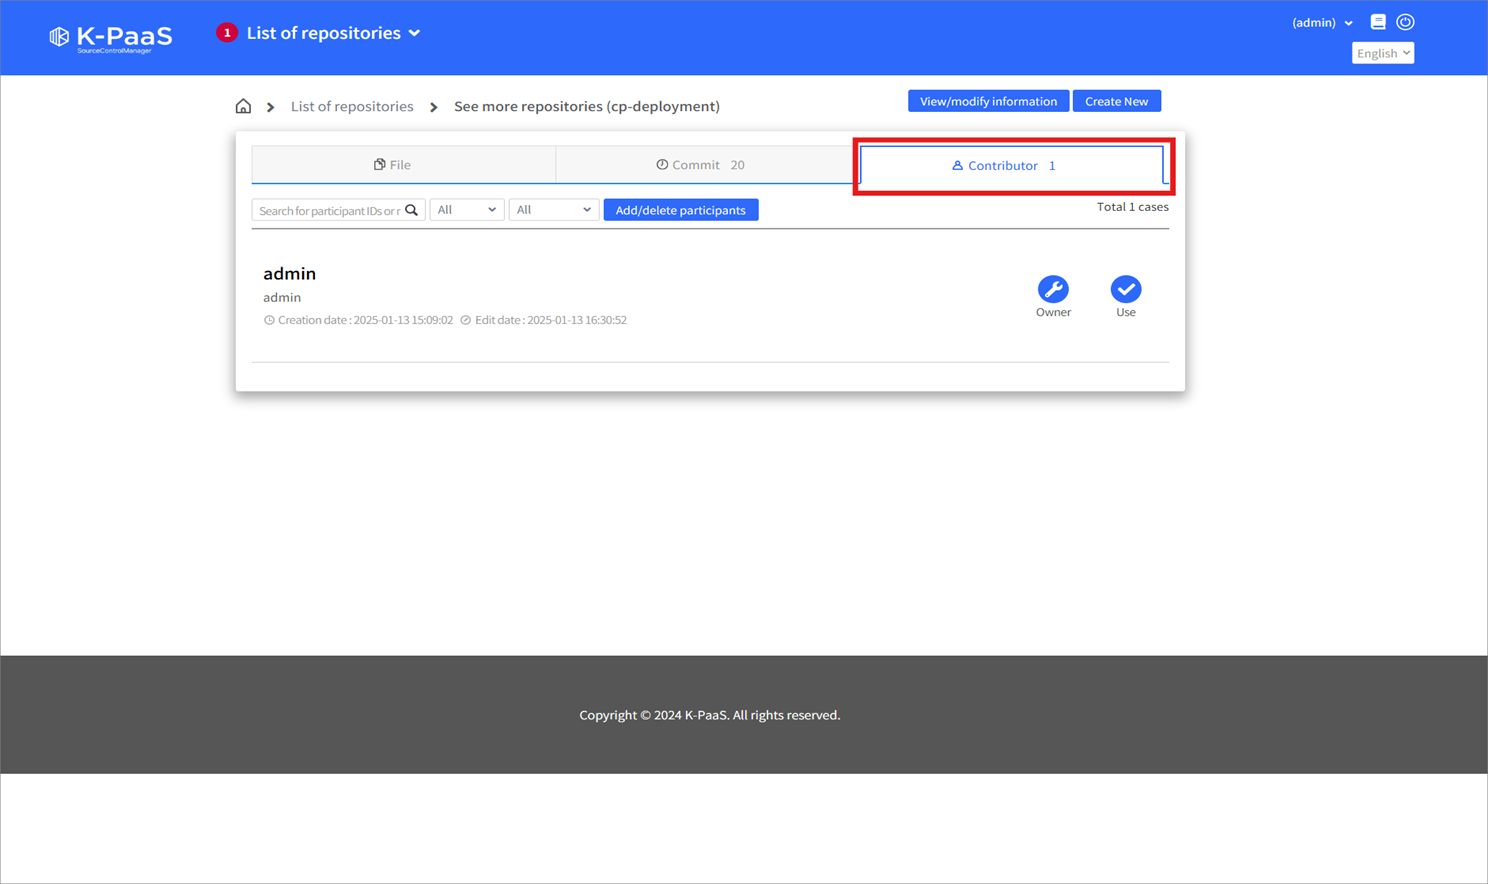 K-PaaS
SourceControlManager
1 List of repositories
(admin)
English
List of repositories
See more repositories (cp-deployment)
View/modify information
Create New
File
Commit 20
Contributor 1
Search for participant IDs or r
All
All
Add/delete participants
Total 1 cases
admin
admin
Creation date : 2025-01-13 15:09:02 Edit date : 2025-01-13 16:30:52
Owner
Use
Copyright © 2024 K-PaaS. All rights reserved.